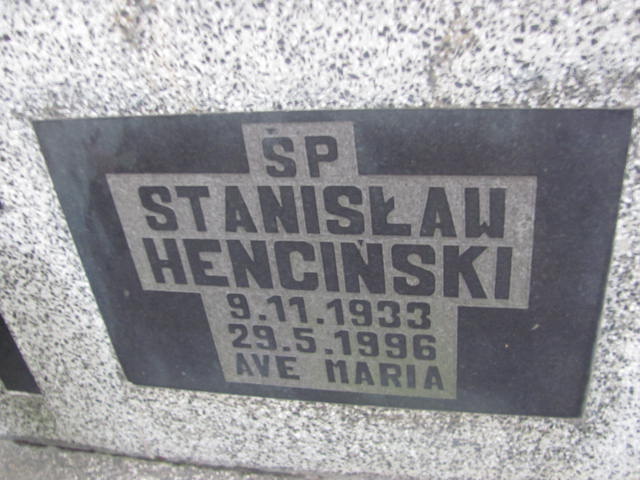 ŚP
STANISŁAW
HENCIŃSKI
9.11.1933
29.5.1996
AVE MARIA